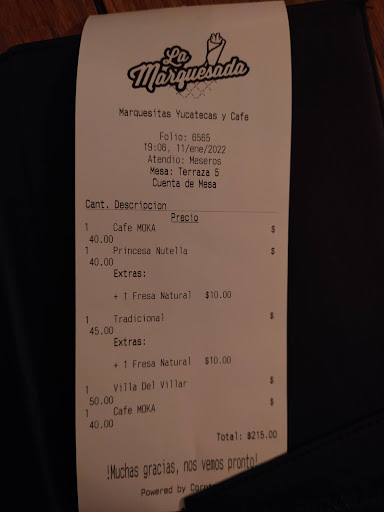 La
Marquesada
Marquesitas Yucatecas y Cafe
Folio: 6565
19:06, 11/ene/2022
Atendio: Meseros
Mesa: Terraza 5
Cuenta de Mesa
Cant. Descripcion
Precio
1 Cafe MOKA $
40.00
1 Princesa Nutella $
40.00
Extras:
+ 1 Fresa Natural $10.00
1 Tradicional $
45.00
Extras:
+ 1 Fresa Natural $10.00
1 Villa Del Villar $
50.00
1 Cafe MOKA $
40.00
Total: $215.00
!Muchas gracias, nos vemos pronto!
Powered by